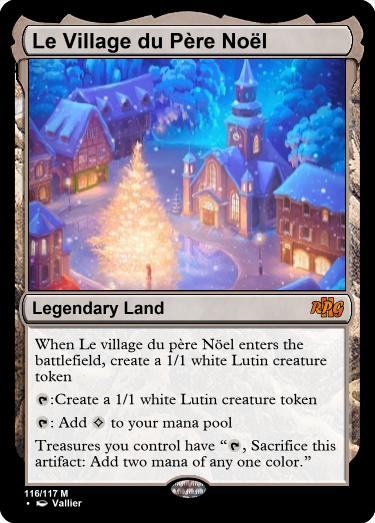 Le Village du Père Noël
Legendary Land
RPG
When Le village du père Nöel enters the
battlefield, create a 1/1 white Lutin creature
token
:Create a 1/1 white Lutin creature token
: Add to your mana pool
Treasures you control have “, Sacrifice this
artifact: Add two mana of any one color.”
116/117 M
• Vallier